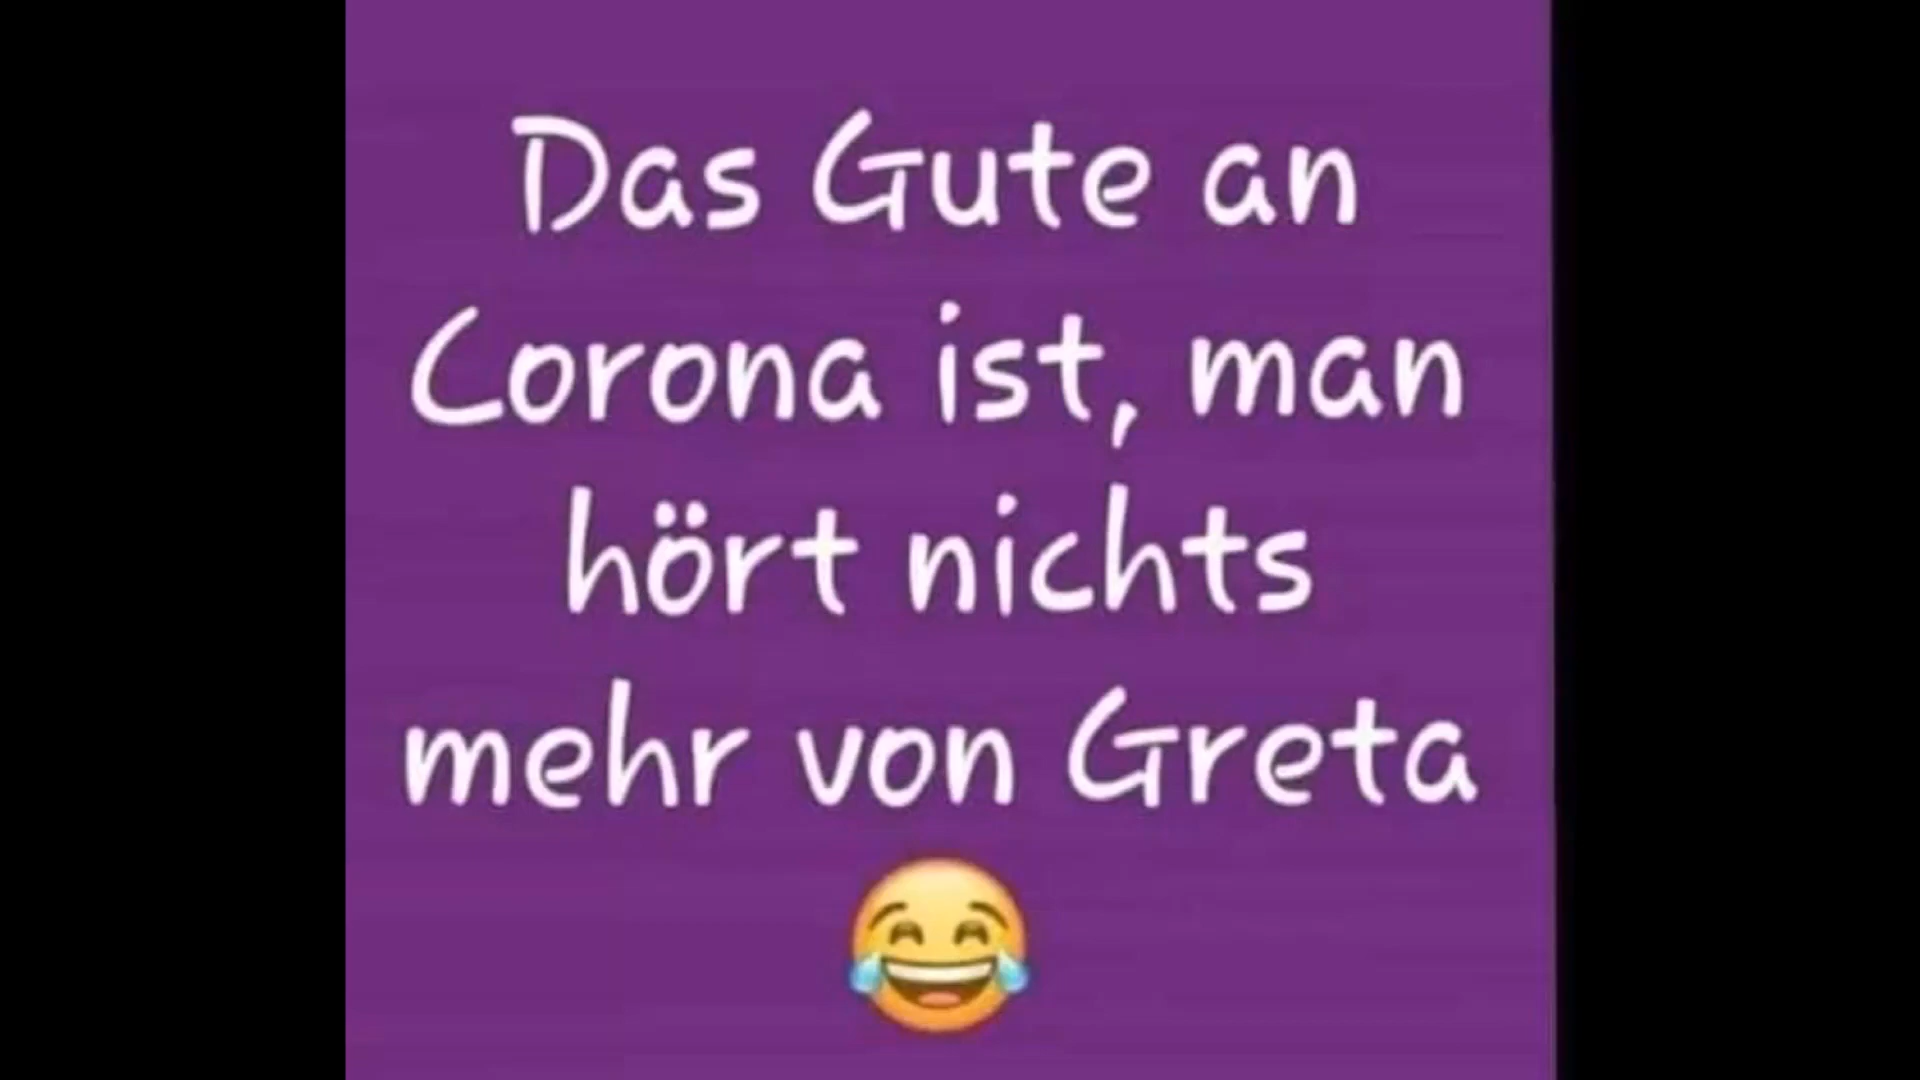 Das Gute an
Corona ist, man
hört nichts
mehr von Greta
😂